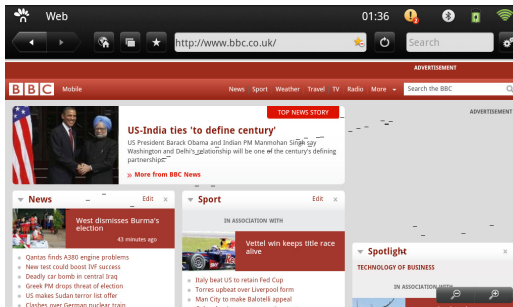 Web
01:36
http://www.bbc.co.uk/
Search
ADVERTISEMENT
BBC
Mobile
News Sport Weather Travel TV Radio More
Search the BBC
ADVERTISEMENT
TOP NEWS STORY
US-India ties 'to define century'
US President Barack Obama and Indian PM Manmohan Singh say
Washington and Delhi's relationship will be one of the century's defining
partnerships.
» More from BBC News
News
Edit x
West dismisses Burma's
election
43 minutes ago
Qantas finds A380 engine problems
New test could boost IVF success
Deadly car bomb in central Iraq
Greek PM drops threat of election
US makes Sudan terror list offer
Clashes over German nuclear train
Sport
Edit x
IN ASSOCIATION WITH
Vettel win keeps title race
alive
Italy beat US to retain Fed Cup
Torres upbeat over Liverpool form
Man City to make Balotelli appeal
Spotlight
x
TECHNOLOGY OF BUSINESS
IN ASSOCIATION